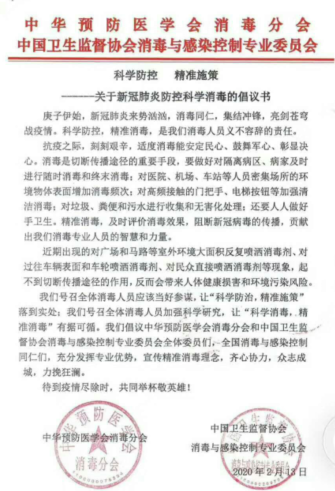 中华预防医学会消毒分会
中国卫生监督协会消毒与感染控制专业委员会
科学防控 精准施策
———关于新冠肺炎防控科学消毒的倡议书
庚子伊始，新冠肺炎来势汹汹，消毒同仁，集结冲锋，亮剑苍穹
战疫情。科学防控，精准消毒，是我们消毒人员义不容辞的责任。
抗疫之际，刻刻艰辛，适度消毒能安定民心、鼓舞军心、彰显决
心。消毒是切断传播途径的重要手段，要做好对隔离病区、病家及时
进行随时消毒和终末消毒；对医院、机场、车站等人员密集场所的环
境物体表面增加消毒频次；对高频接触的门把手、电梯按钮等加强清
洁消毒；对垃圾、粪便和污水进行收集和无害化处理；还要人人做好
手卫生。精准消毒，及时评价消毒效果，阻断新冠病毒的传播，贡献
出我们消毒专业人员的智慧和力量。
近期出现的对广场和马路等室外环境大面积反复喷洒消毒剂、对
过往车辆表面和车轮喷洒消毒剂、对民众直接喷洒消毒剂等现象，起
不到切断传播途径的作用，反而会带来人体健康损害和环境污染风险。
我们号召全体消毒人员应该当好参谋，让“科学防治，精准施策”
落到实处；我们号召全体消毒人员加强科学研究，让“科学消毒，精
准消毒”有据可循。我们倡议中华预防医学会消毒分会和中国卫生监
督协会消毒与感染控制专业委员会全体委员们，全国消毒与感染控制
同仁们，充分发挥专业优势，宣传精准消毒理念，齐心协力、众志成
城，力挽狂澜。
待到疫情尽除时，共同举杯敬英雄！
中华预防医学会消毒分会
中国卫生监督协会
消毒与感染控制专业委员会
2020 年 2 月 18 日
中华预防医学会
消毒分会